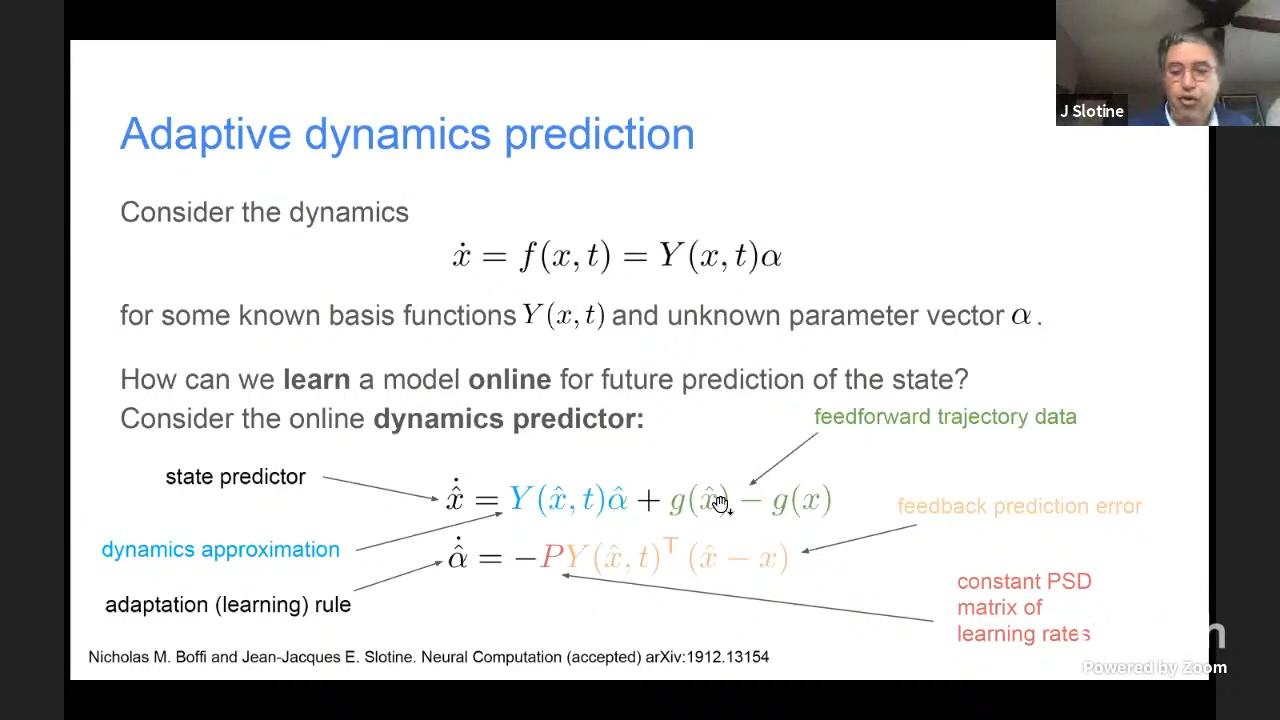 J Slotine
Adaptive dynamics prediction
Consider the dynamics
ẋ = f(x, t) = Y(x, t)α
for some known basis functions Y(x, t) and unknown parameter vector α .
How can we learn a model online for future prediction of the state?
Consider the online dynamics predictor:
feedforward trajectory data
state predictor
x̂̇ = Y(x̂, t)α̂ + g(x̂) − g(x)
feedback prediction error
dynamics approximation
α̂̇ = −PY(x̂, t)ᵀ (x̂ − x)
adaptation (learning) rule
constant PSD
matrix of
learning rates
Nicholas M. Boffi and Jean-Jacques E. Slotine. Neural Computation (accepted) arXiv:1912.13154
Powered by Zoom